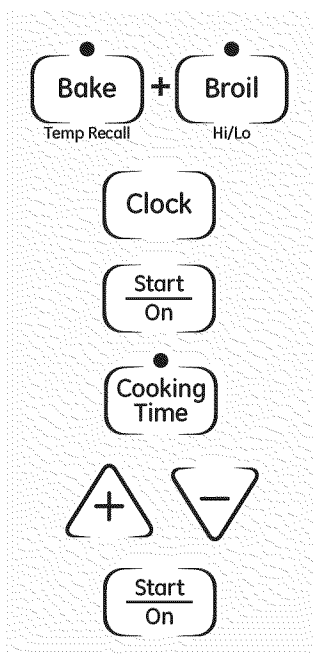 Bake + Broil
Temp Recall Hi/Lo
Clock
Start
On
Cooking
Time
+ −
Start
On